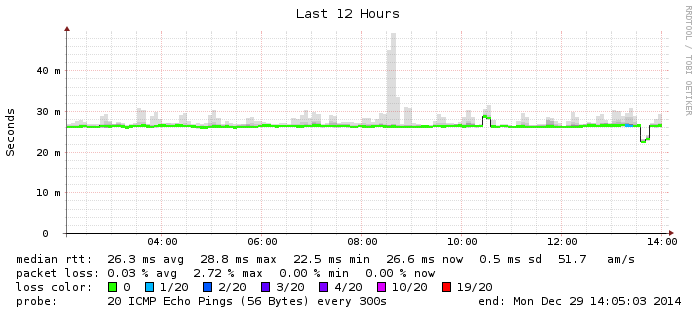 Last 12 Hours
RRDTOOL / TOBI OETIKER
Seconds
40 m
30 m
20 m
10 m
0
04:00 06:00 08:00 10:00 12:00 14:00
median rtt: 26.3 ms avg 28.8 ms max 22.5 ms min 26.6 ms now 0.5 ms sd 51.7 am/s
packet loss: 0.03 % avg 2.72 % max 0.00 % min 0.00 % now
loss color: 0 1/20 2/20 3/20 4/20 10/20 19/20
probe: 20 ICMP Echo Pings (56 Bytes) every 300s end: Mon Dec 29 14:05:03 2014